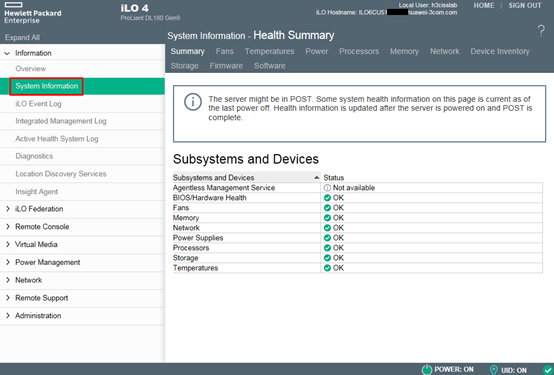 Hewlett Packard
Enterprise
iLO 4
ProLiant DL180 Gen9
Local User: h3cisslab
iLO Hostname: ILO6CU51
huawei-3com.com
HOME
SIGN OUT
Expand All
Information
Overview
System Information
iLO Event Log
Integrated Management Log
Active Health System Log
Diagnostics
Location Discovery Services
Insight Agent
iLO Federation
Remote Console
Virtual Media
Power Management
Network
Remote Support
Administration
System Information - Health Summary
?
Summary Fans Temperatures Power Processors Memory Network Device Inventory
Storage Firmware Software
The server might be in POST. Some system health information on this page is current as of
the last power off. Health information is updated after the server is powered on and POST is
complete.
Subsystems and Devices
Subsystems and Devices Status
Agentless Management Service Not available
BIOS/Hardware Health OK
Fans OK
Memory OK
Network OK
Power Supplies OK
Processors OK
Storage OK
Temperatures OK
POWER: ON
UID: ON